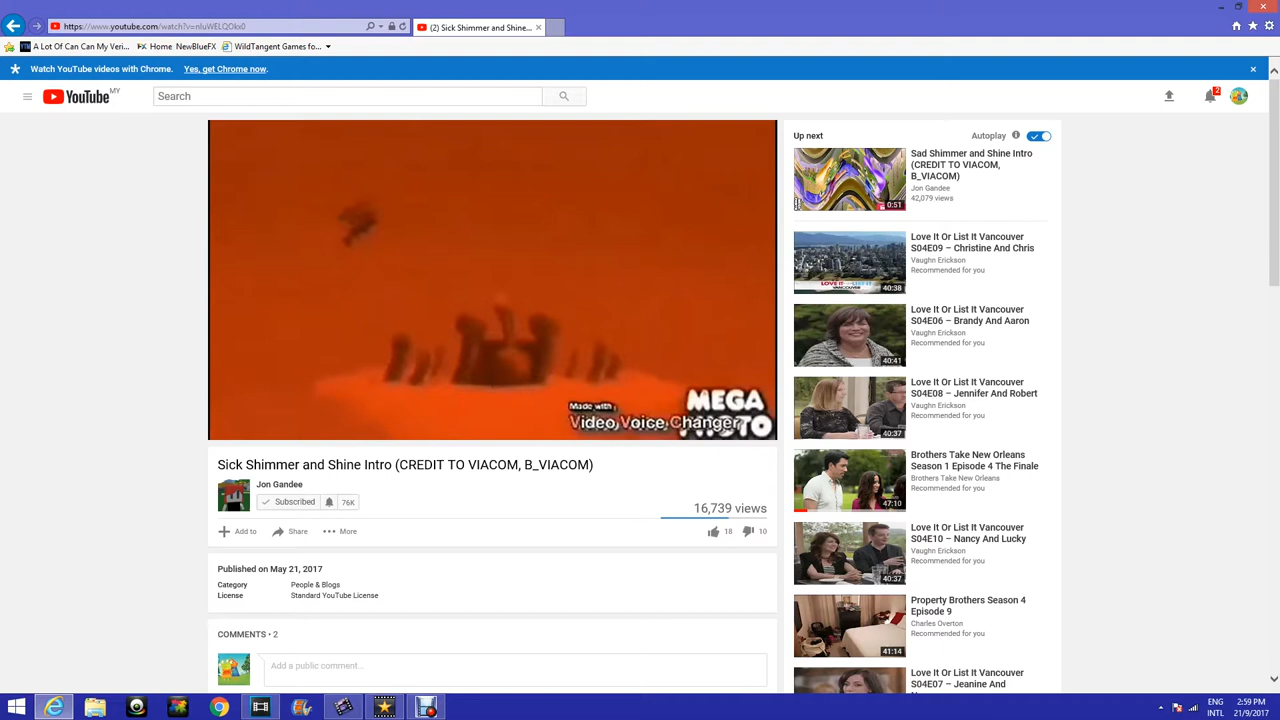 https://www.youtube.com/watch?v=nluWELQOkx0
(2) Sick Shimmer and Shine...
A Lot Of Can Can My Veri...
Home NewBlueFX
WildTangent Games fo...
Watch YouTube videos with Chrome. Yes, get Chrome now.
YouTube MY
Search
2
Made with
Video Voice Changer
MEGA
Sick Shimmer and Shine Intro (CREDIT TO VIACOM, B_VIACOM)
Jon Gandee
Subscribed 76K
16,739 views
Add to Share More
18 10
Published on May 21, 2017
Category People & Blogs
License Standard YouTube License
COMMENTS • 2
Add a public comment...
Up next
Autoplay
Sad Shimmer and Shine Intro
(CREDIT TO VIACOM,
B_VIACOM)
Jon Gandee
42,079 views
0:51
Love It Or List It Vancouver
S04E09 – Christine And Chris
Vaughn Erickson
Recommended for you
LOVE IT LIST IT
VANCOUVER
40:38
Love It Or List It Vancouver
S04E06 – Brandy And Aaron
Vaughn Erickson
Recommended for you
40:41
Love It Or List It Vancouver
S04E08 – Jennifer And Robert
Vaughn Erickson
Recommended for you
40:37
Brothers Take New Orleans
Season 1 Episode 4 The Finale
Brothers Take New Orleans
Recommended for you
47:10
Love It Or List It Vancouver
S04E10 – Nancy And Lucky
Vaughn Erickson
Recommended for you
40:37
Property Brothers Season 4
Episode 9
Charles Overton
Recommended for you
41:14
Love It Or List It Vancouver
S04E07 – Jeanine And
ENG
INTL
2:59 PM
21/9/2017